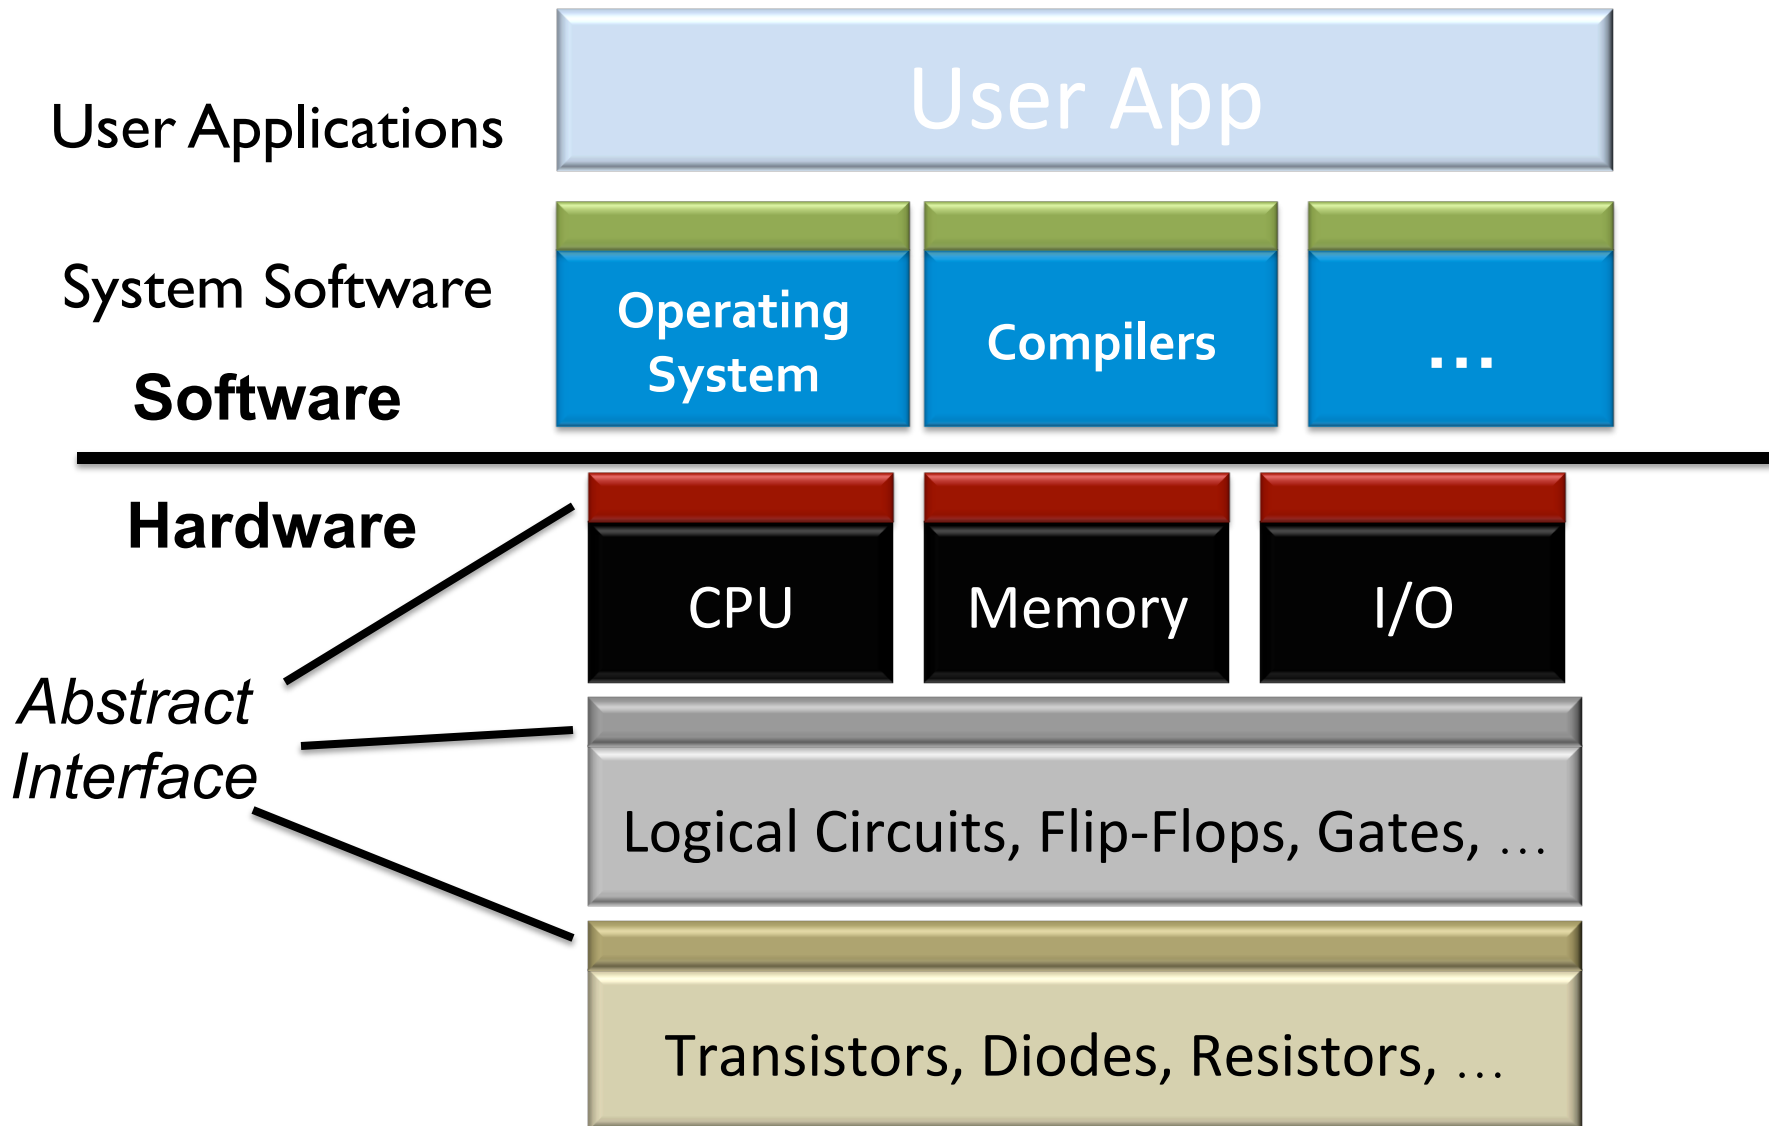 User App
User Applications
System Software
Operating
System
Compilers
...
Software
Hardware
CPU
Memory
I/O
Abstract
Interface
Logical Circuits, Flip-Flops, Gates, ...
Transistors, Diodes, Resistors, ...